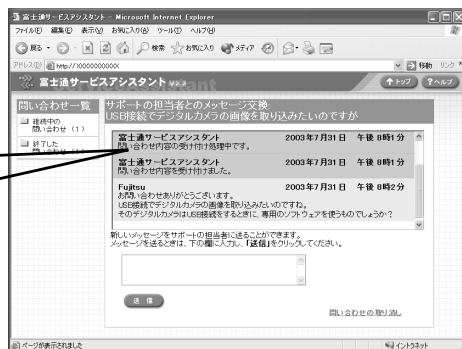 富士通サービスアシスタント - Microsoft Internet Explorer
ファイル(F) 編集(E) 表示(V) お気に入り(A) ツール(T) ヘルプ(H)
戻る 検索 お気に入り メディア
アドレス(D) http://XXXXXXXXXXX 移動 リンク
富士通サービスアシスタント
トップ ヘルプ
問い合わせ一覧
継続中の
問い合わせ (1)
終了した
サポートの担当者とのメッセージ交換:
USB接続でデジタルカメラの画像を取り込みたいのですが
富士通サービスアシスタント 2003年7月31日 午後 8時1分
問い合わせ内容の受け付け処理中です。
富士通サービスアシスタント 2003年7月31日 午後 8時1分
問い合わせ内容を受け付けました。
Fujitsu 2003年7月31日 午後 8時2分
お問い合わせありがとうございます。
USB接続でデジタルカメラの画像を取り込みたいのですね。
そのデジタルカメラはUSB接続をするときに、専用のソフトウェアを使うものでしょうか?
新しいメッセージをサポートの担当者に送ることができます。
メッセージを送るときは、下の欄に入力し、「送信」をクリックしてください。
送 信
問い合わせの取り消し
ページが表示されました
イントラネット